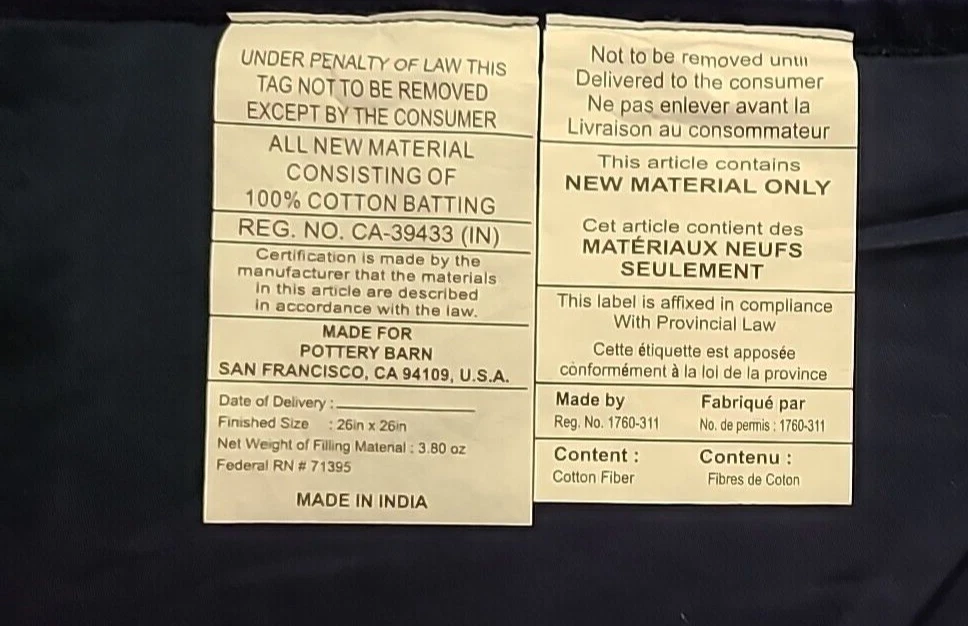 UNDER PENALTY OF LAW THIS
TAG NOT TO BE REMOVED
EXCEPT BY THE CONSUMER
ALL NEW MATERIAL
CONSISTING OF
100% COTTON BATTING
REG. NO. CA-39433 (IN)
Certification is made by the
manufacturer that the materials
in this article are described
in accordance with the law.
MADE FOR
POTTERY BARN
SAN FRANCISCO, CA 94109, U.S.A.
Date of Delivery :
Finished Size : 26in x 26in
Net Weight of Filling Material : 3.80 oz
Federal RN # 71395
MADE IN INDIA
Not to be removed until
Delivered to the consumer
Ne pas enlever avant la
Livraison au consommateur
This article contains
NEW MATERIAL ONLY
Cet article contient des
MATÉRIAUX NEUFS
SEULEMENT
This label is affixed in compliance
With Provincial Law
Cette étiquette est apposée
conformément à la loi de la province
Made by Fabriqué par
Reg. No. 1760-311 No. de permis : 1760-311
Content : Contenu :
Cotton Fiber Fibres de Coton